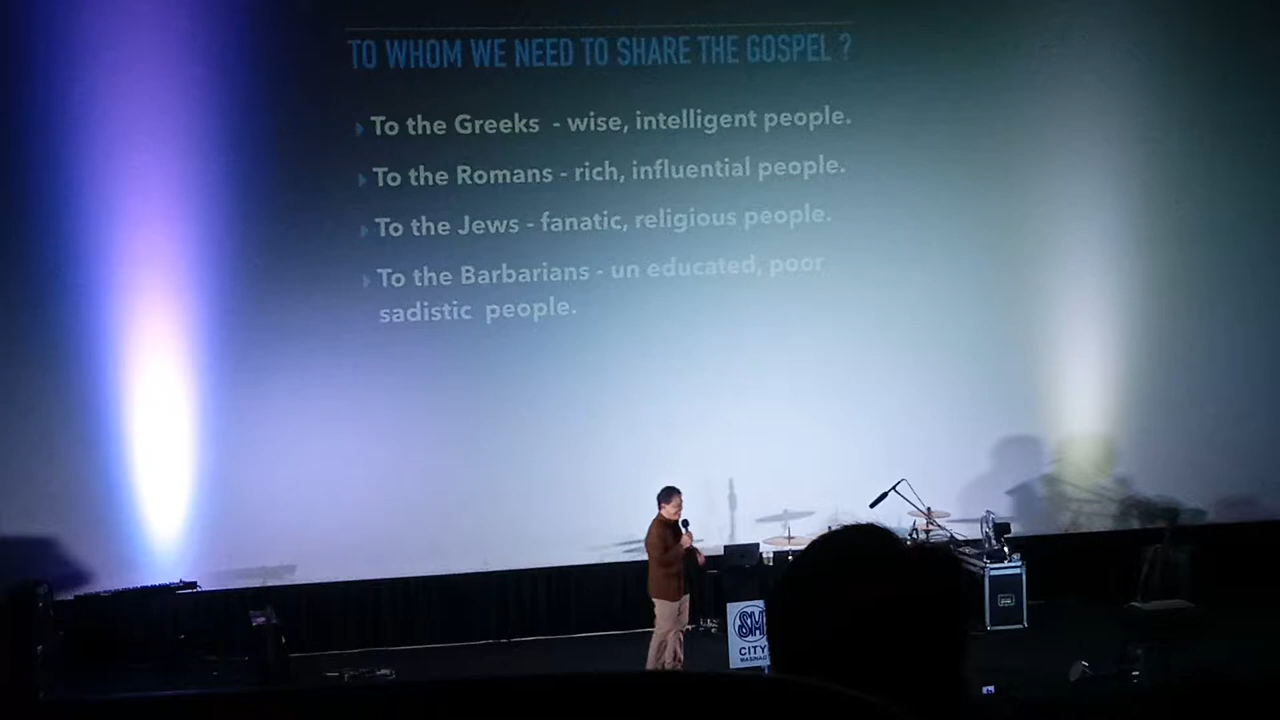 TO WHOM WE NEED TO SHARE THE GOSPEL ?
To the Greeks - wise, intelligent people.
To the Romans - rich, influential people.
To the Jews - fanatic, religious people.
To the Barbarians - un educated, poor
sadistic people.
SM
CITY
MASINAG